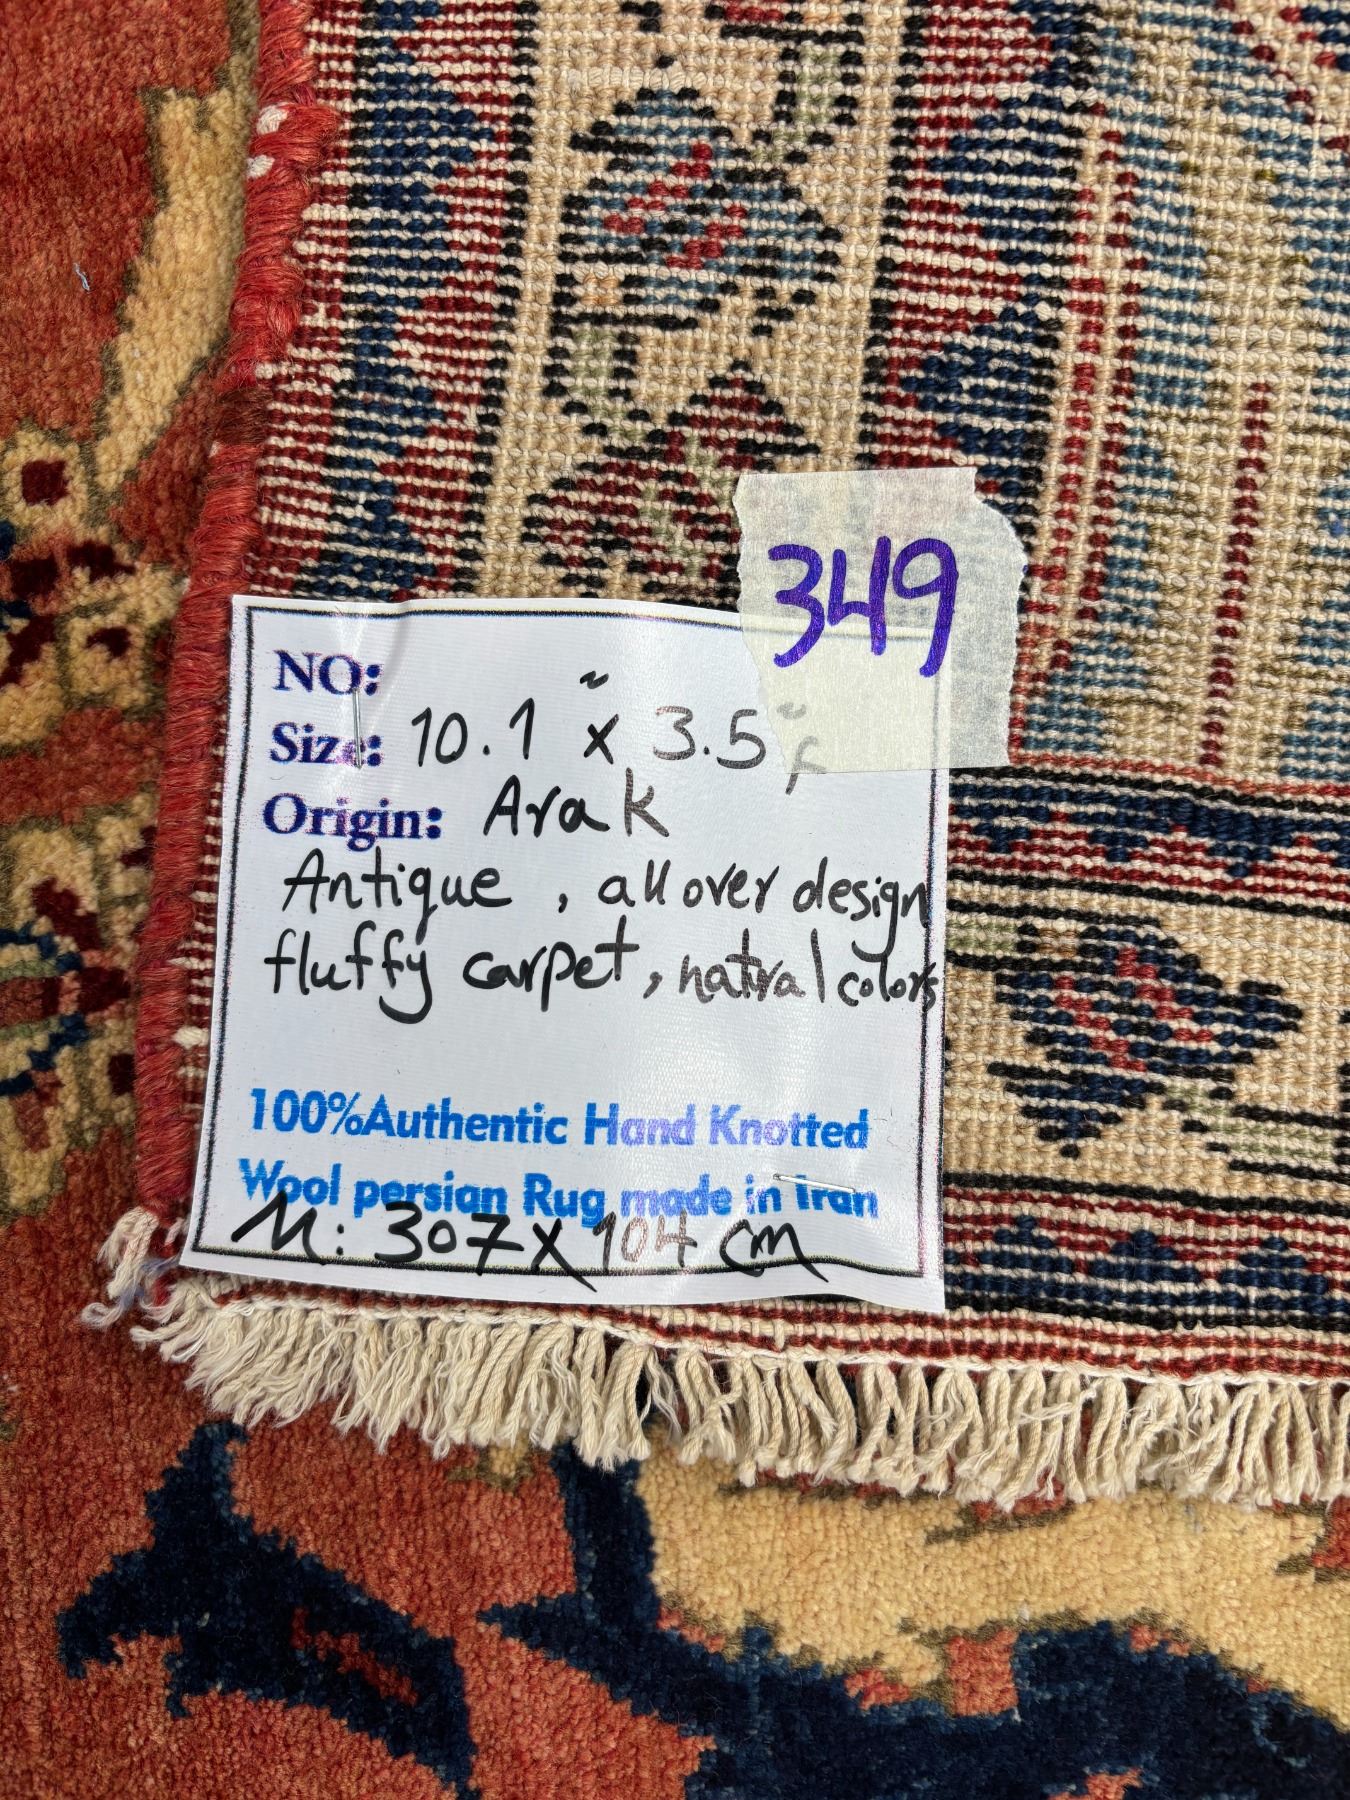 349
NO:
Size: 10.1 x 3.5 f
Origin: Arak
Antique, all over design
fluffy carpet, natural colors
100%Authentic Hand Knotted
Wool persian Rug made in Iran
M: 307 x 104 cm